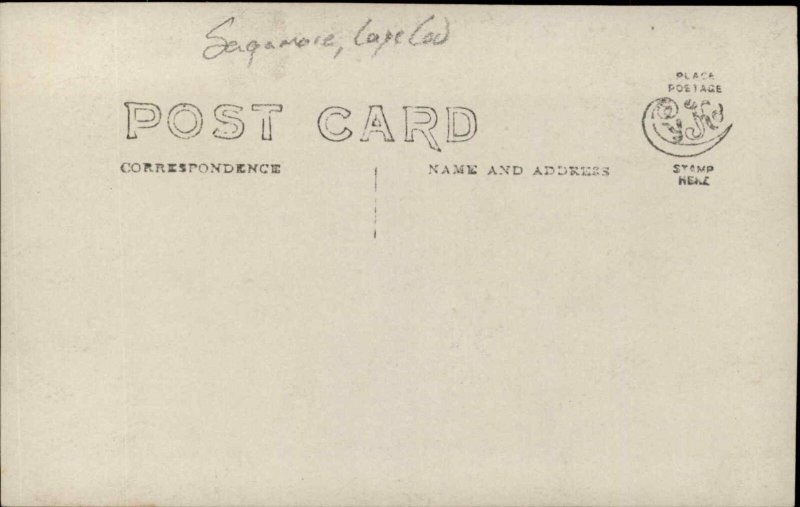 Sagamore, Cape Cod
PLACE
POSTAGE
POST CARD
STAMP
HERE
CORRESPONDENCE
NAME AND ADDRESS